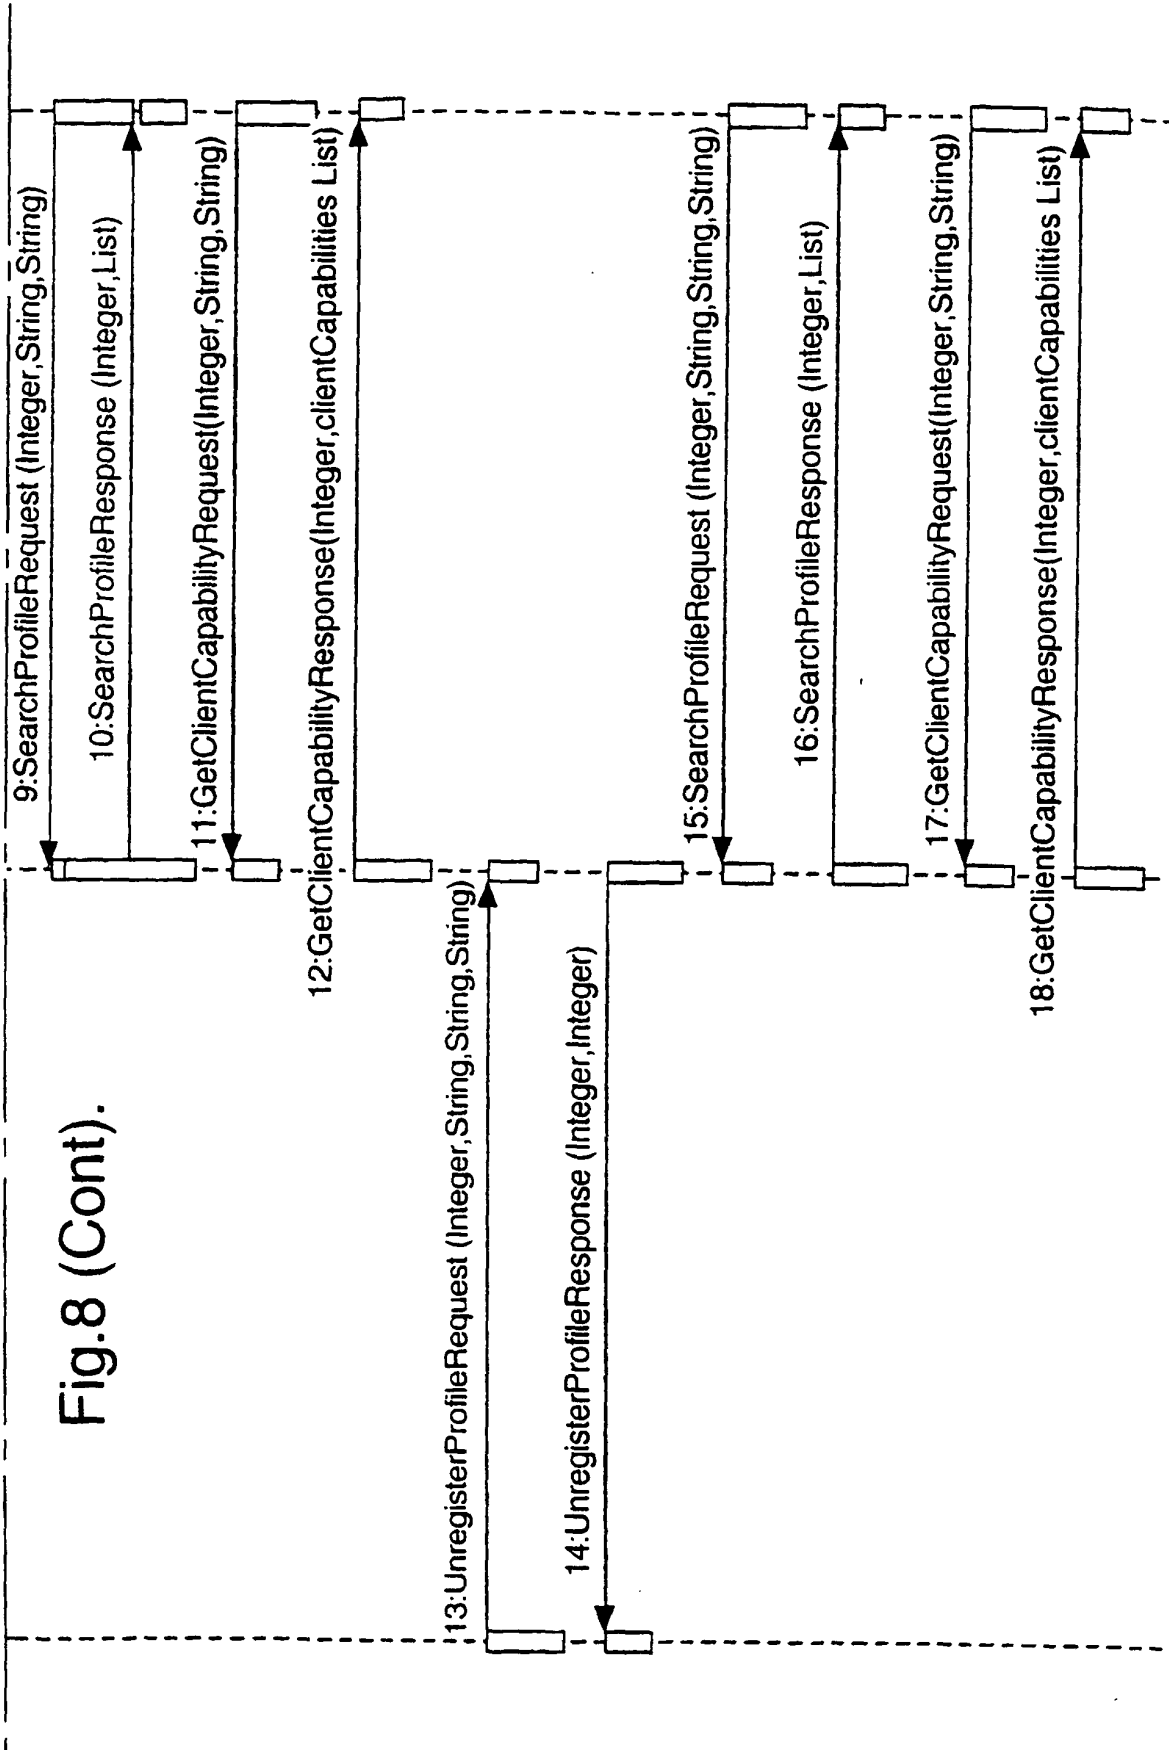 9:SearchProfileRequest (Integer,String,String)
10:SearchProfileResponse (Integer,List)
11:GetClientCapabilityRequest(Integer,String,String)
12:GetClientCapabilityResponse(Integer,clientCapabilities List)
Fig.8 (Cont).
13:UnregisterProfileRequest (Integer,String,String,String)
14:UnregisterProfileResponse (Integer,Integer)
15:SearchProfileRequest (Integer,String,String,String)
16:SearchProfileResponse (Integer,List)
17:GetClientCapabilityRequest(Integer,String,String)
18:GetClientCapabilityResponse(Integer,clientCapabilities List)